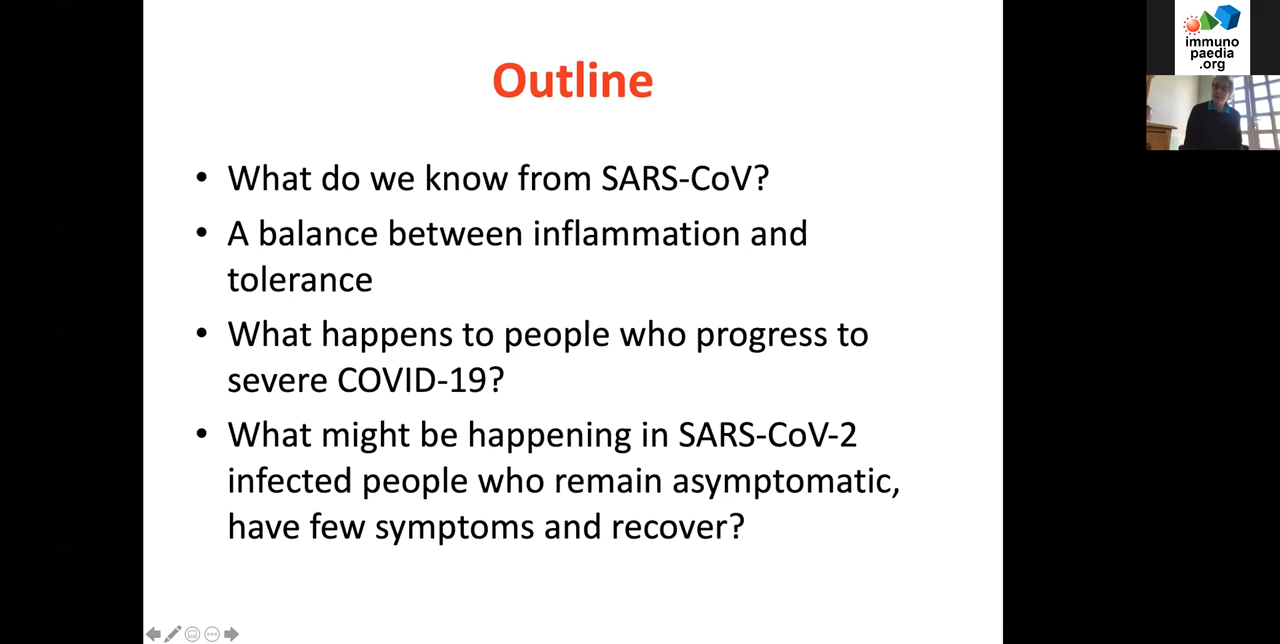 Outline
• What do we know from SARS-CoV?
• A balance between inflammation and
tolerance
• What happens to people who progress to
severe COVID-19?
• What might be happening in SARS-CoV-2
infected people who remain asymptomatic,
have few symptoms and recover?
immuno
paedia
.org